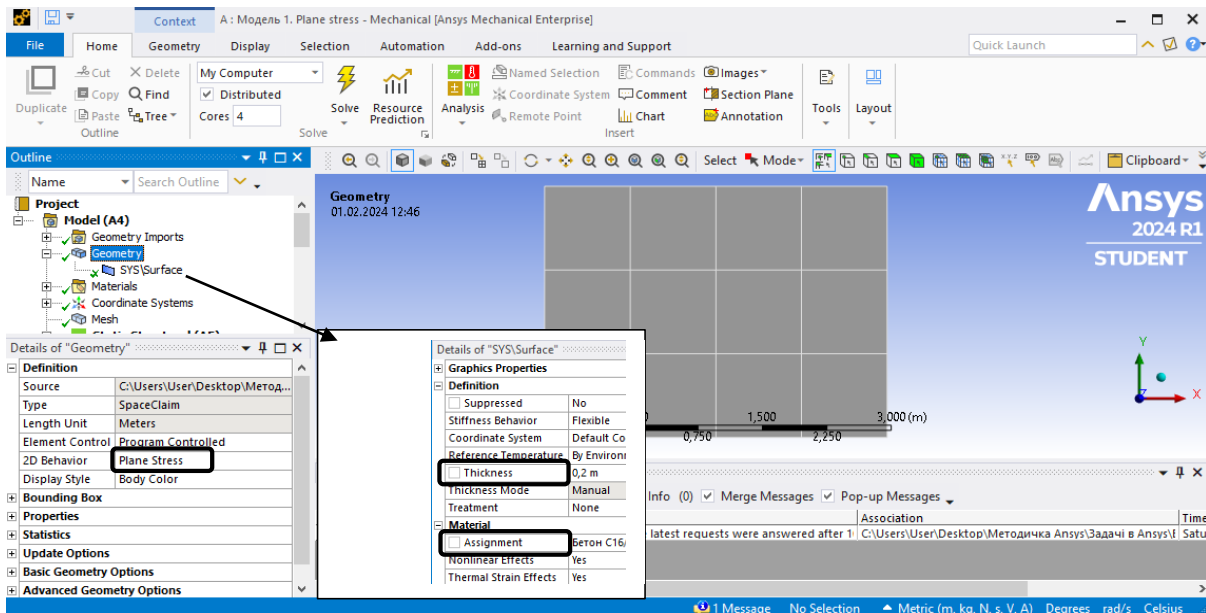 Context
A : Модель 1. Plane stress - Mechanical [Ansys Mechanical Enterprise]
File Home Geometry Display Selection Automation Add-ons Learning and Support Quick Launch
Duplicate
Cut Copy Paste
Delete Find Tree
Outline
My Computer
Distributed
Cores 4
Solve Resource Prediction
Solve
Analysis
Named Selection Commands Images
Coordinate System Comment Section Plane
Remote Point Chart Annotation
Insert
Tools Layout
Outline
Name Search Outline
Select Mode Clipboard
Project
Model (A4)
Geometry Imports
Geometry
SYS\Surface
Materials
Coordinate Systems
Mesh
Geometry
01.02.2024 12:46
Ansys
2024 R1
STUDENT
Y
X
1,500 3,000 (m)
0,750 2,250
Details of "Geometry"
Definition
Source C:\Users\User\Desktop\Метод...
Type SpaceClaim
Length Unit Meters
Element Control Program Controlled
2D Behavior Plane Stress
Display Style Body Color
Bounding Box
Properties
Statistics
Update Options
Basic Geometry Options
Advanced Geometry Options
Details of "SYS\Surface"
Graphics Properties
Definition
Suppressed No
Stiffness Behavior Flexible
Coordinate System Default Co
Reference Temperature By Environ
Thickness 0,2 m
Thickness Mode Manual
Treatment None
Material
Assignment Бетон C16/
Nonlinear Effects Yes
Thermal Strain Effects Yes
Info (0) Merge Messages Pop-up Messages
Association Time
latest requests were answered after 1 C:\Users\User\Desktop\Методичка Ansys\Задачі в Ansys\ Satu
1 Message No Selection Metric (m, kg, N, s, V, A) Degrees rad/s Celsius